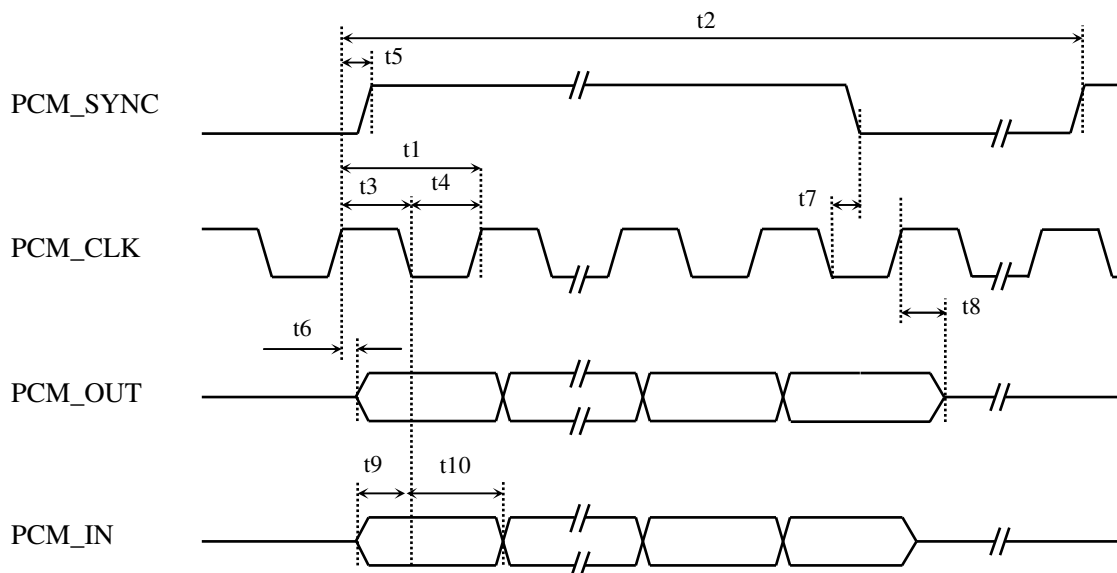 t2
t5
PCM_SYNC
t1
t3
t4
t7
PCM_CLK
t6
t8
PCM_OUT
t9
t10
PCM_IN